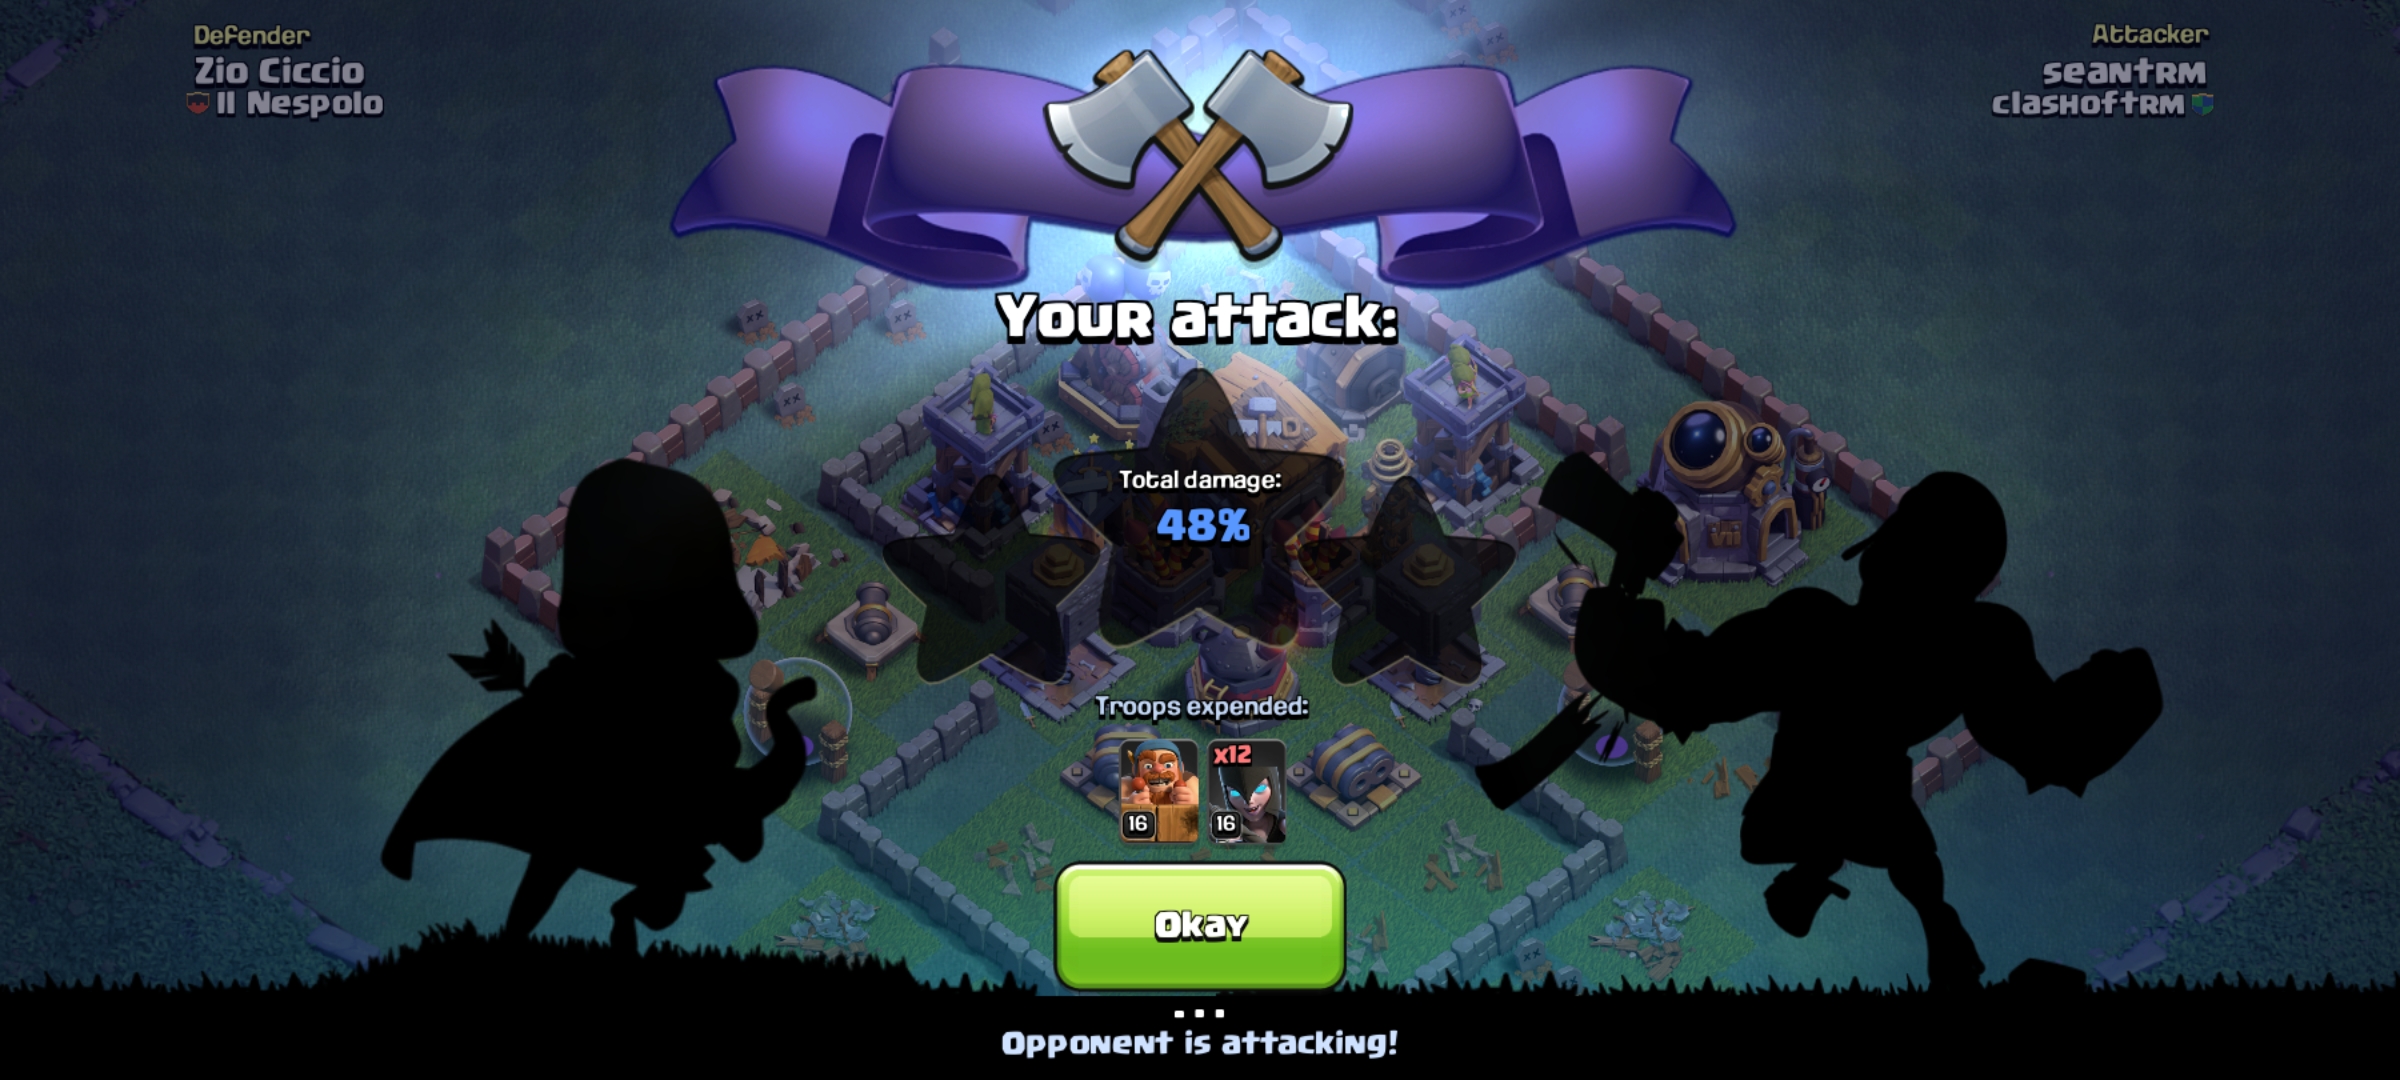 Defender
Zio Ciccio
Il Nespolo
Attacker
seantRM
clashoftRM
Your attack:
Total damage:
48%
Troops expended:
x12
16
16
Okay
...
Opponent is attacking!